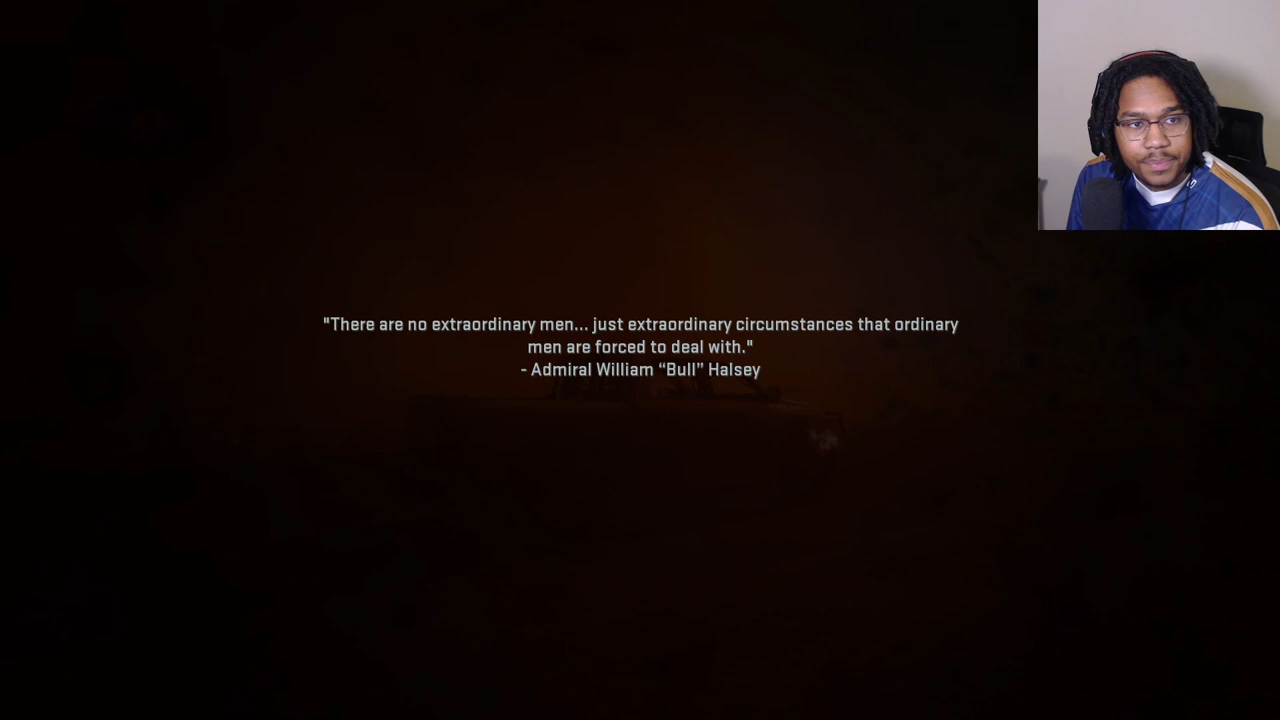 "There are no extraordinary men... just extraordinary circumstances that ordinary
men are forced to deal with."
- Admiral William “Bull” Halsey